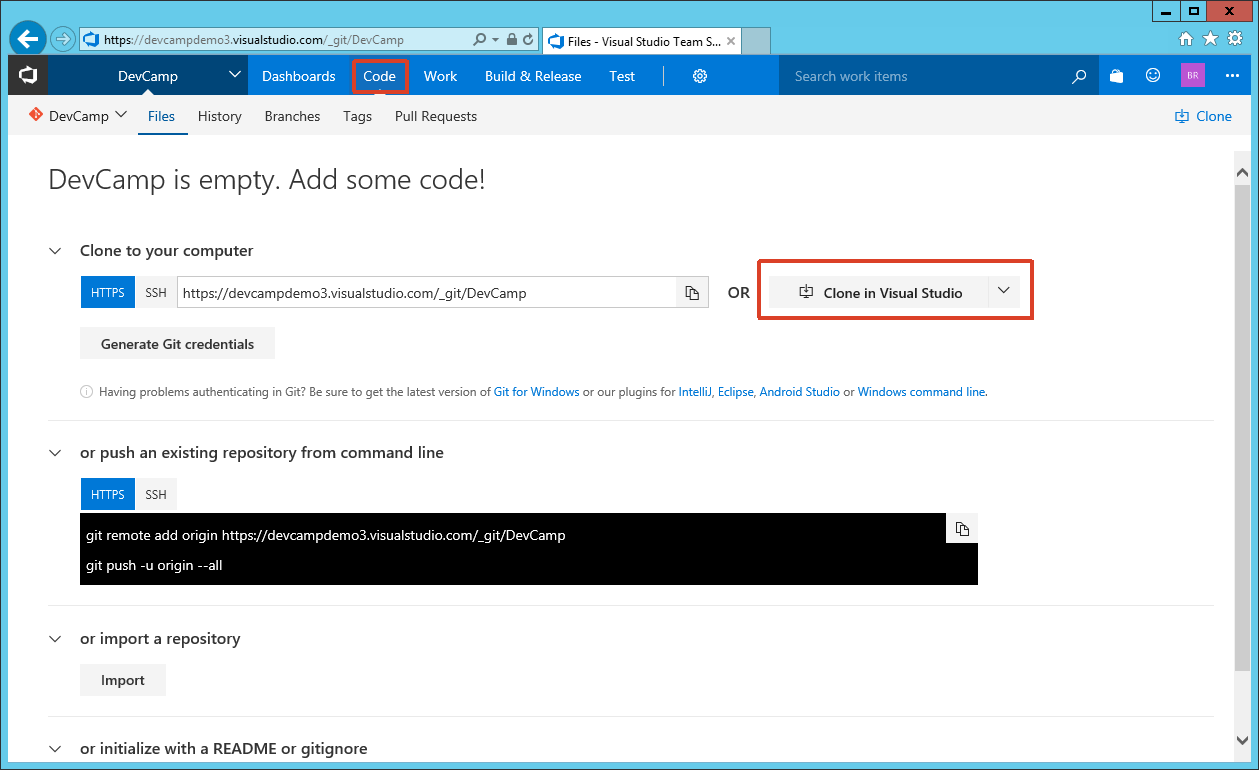 https://devcampdemo3.visualstudio.com/_git/DevCamp
Files - Visual Studio Team S...
DevCamp Dashboards Code Work Build & Release Test Search work items BR
DevCamp Files History Branches Tags Pull Requests Clone
DevCamp is empty. Add some code!
Clone to your computer
HTTPS SSH https://devcampdemo3.visualstudio.com/_git/DevCamp OR Clone in Visual Studio
Generate Git credentials
Having problems authenticating in Git? Be sure to get the latest version of Git for Windows or our plugins for IntelliJ, Eclipse, Android Studio or Windows command line.
or push an existing repository from command line
HTTPS SSH
git remote add origin https://devcampdemo3.visualstudio.com/_git/DevCamp
git push -u origin --all
or import a repository
Import
or initialize with a README or gitignore